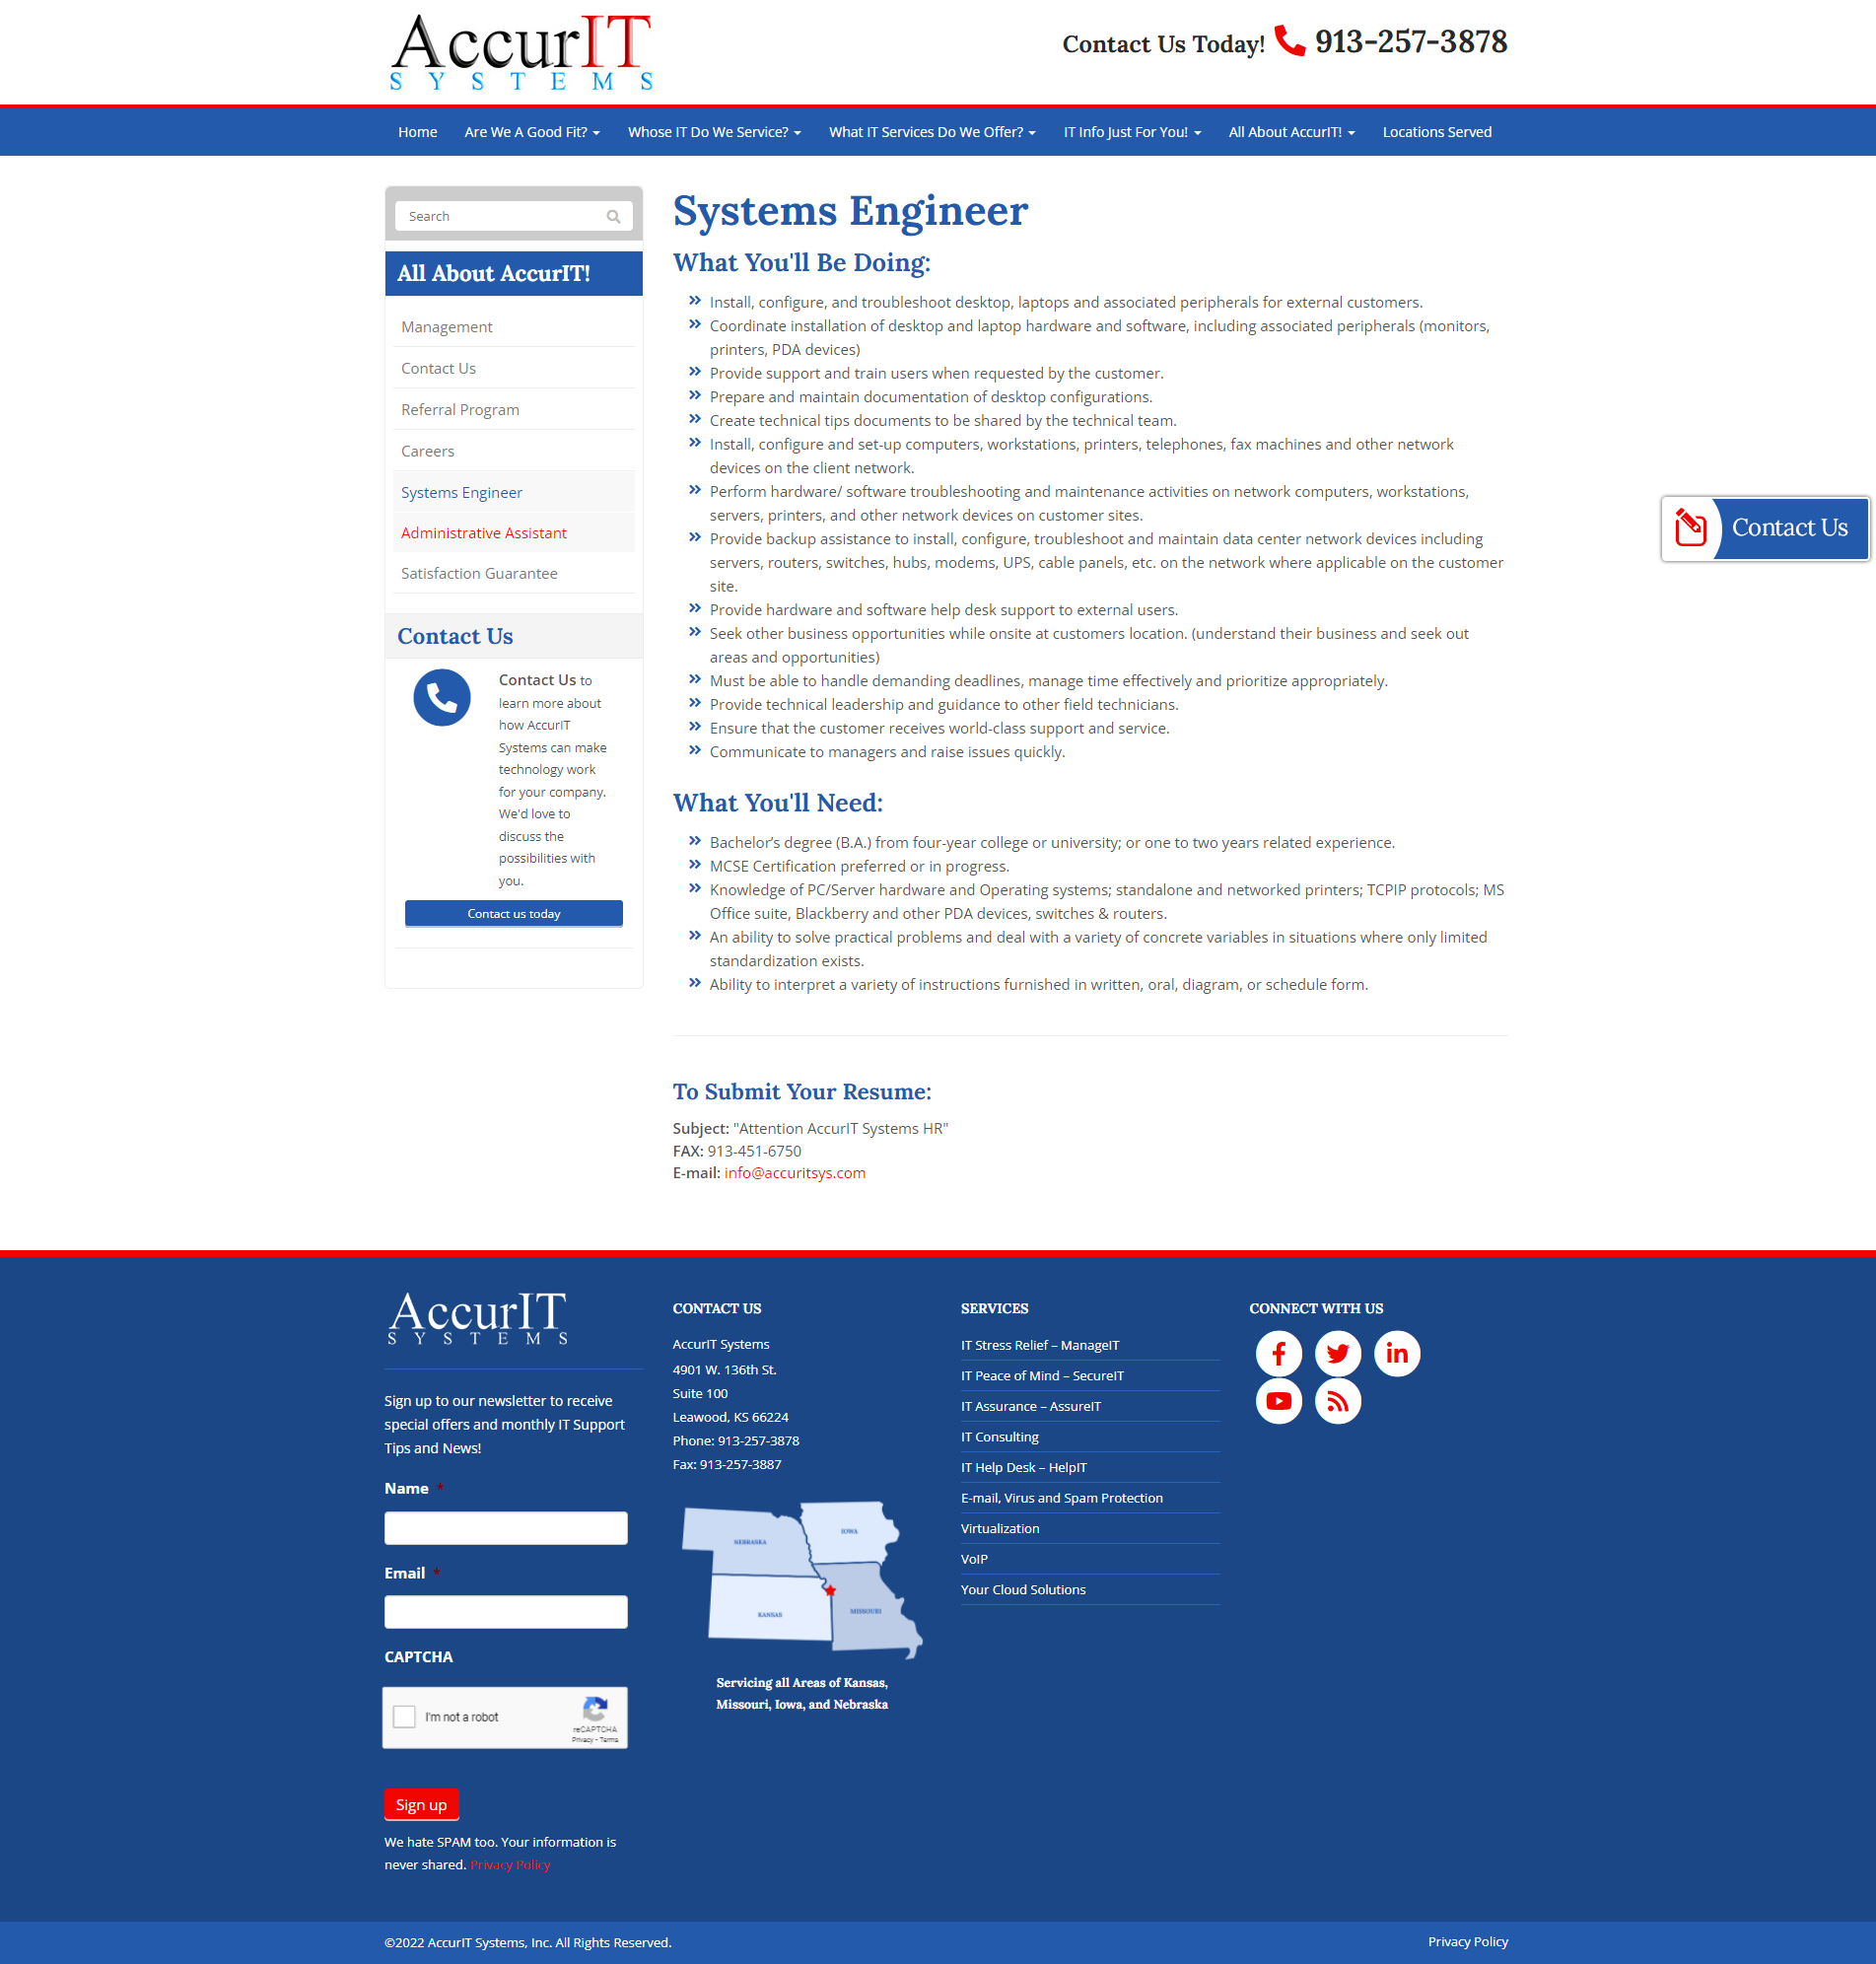 AccurIT
SYSTEMS
Contact Us Today! 913-257-3878
Home Are We A Good Fit? Whose IT Do We Service? What IT Services Do We Offer? IT Info Just For You! All About AccurIT! Locations Served
Search
All About AccurIT!
Management
Contact Us
Referral Program
Careers
Systems Engineer
Administrative Assistant
Satisfaction Guarantee
Contact Us
Contact Us to
learn more about
how AccurIT
Systems can make
technology work
for your company.
We'd love to
discuss the
possibilities with
you.
Contact us today
Systems Engineer
What You'll Be Doing:
Install, configure, and troubleshoot desktop, laptops and associated peripherals for external customers.
Coordinate installation of desktop and laptop hardware and software, including associated peripherals (monitors,
printers, PDA devices)
Provide support and train users when requested by the customer.
Prepare and maintain documentation of desktop configurations.
Create technical tips documents to be shared by the technical team.
Install, configure and set-up computers, workstations, printers, telephones, fax machines and other network
devices on the client network.
Perform hardware/ software troubleshooting and maintenance activities on network computers, workstations,
servers, printers, and other network devices on customer sites.
Provide backup assistance to install, configure, troubleshoot and maintain data center network devices including
servers, routers, switches, hubs, modems, UPS, cable panels, etc. on the network where applicable on the customer
site.
Provide hardware and software help desk support to external users.
Seek other business opportunities while onsite at customers location. (understand their business and seek out
areas and opportunities)
Must be able to handle demanding deadlines, manage time effectively and prioritize appropriately.
Provide technical leadership and guidance to other field technicians.
Ensure that the customer receives world-class support and service.
Communicate to managers and raise issues quickly.
What You'll Need:
Bachelor’s degree (B.A.) from four-year college or university; or one to two years related experience.
MCSE Certification preferred or in progress.
Knowledge of PC/Server hardware and Operating systems; standalone and networked printers; TCPIP protocols; MS
Office suite, Blackberry and other PDA devices, switches & routers.
An ability to solve practical problems and deal with a variety of concrete variables in situations where only limited
standardization exists.
Ability to interpret a variety of instructions furnished in written, oral, diagram, or schedule form.
To Submit Your Resume:
Subject: "Attention AccurIT Systems HR"
FAX: 913-451-6750
E-mail: info@accuritsys.com
Contact Us
AccurIT
SYSTEMS
Sign up to our newsletter to receive
special offers and monthly IT Support
Tips and News!
Name *
Email *
CAPTCHA
I'm not a robot
reCAPTCHA
Privacy - Terms
Sign up
We hate SPAM too. Your information is
never shared. Privacy Policy
CONTACT US
AccurIT Systems
4901 W. 136th St.
Suite 100
Leawood, KS 66224
Phone: 913-257-3878
Fax: 913-257-3887
NEBRASKA
IOWA
KANSAS
MISSOURI
Servicing all Areas of Kansas,
Missouri, Iowa, and Nebraska
SERVICES
IT Stress Relief – ManageIT
IT Peace of Mind – SecureIT
IT Assurance – AssureIT
IT Consulting
IT Help Desk – HelpIT
E-mail, Virus and Spam Protection
Virtualization
VoIP
Your Cloud Solutions
CONNECT WITH US
©2022 AccurIT Systems, Inc. All Rights Reserved.
Privacy Policy